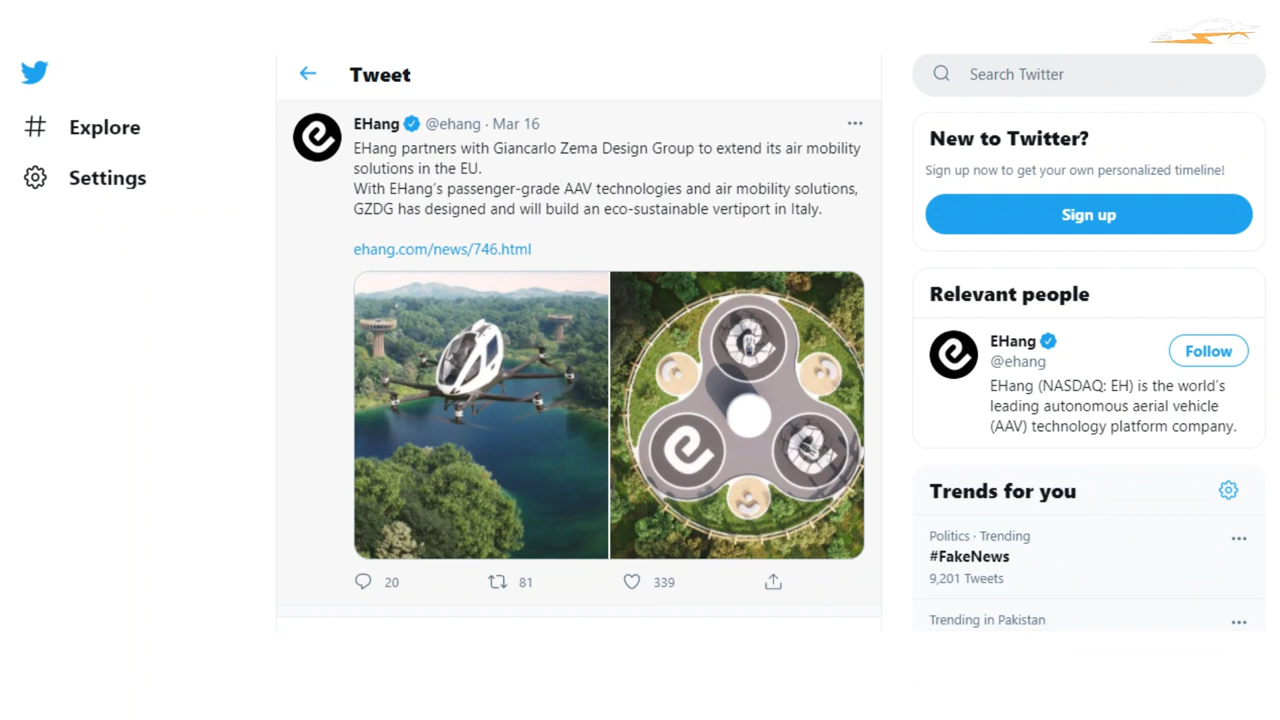 Explore
Settings
Tweet
EHang @ehang · Mar 16
EHang partners with Giancarlo Zema Design Group to extend its air mobility
solutions in the EU.
With EHang´s passenger-grade AAV technologies and air mobility solutions,
GZDG has designed and will build an eco-sustainable vertiport in Italy.
ehang.com/news/746.html
20 81 339
Search Twitter
New to Twitter?
Sign up now to get your own personalized timeline!
Sign up
Relevant people
EHang
@ehang
Follow
EHang (NASDAQ: EH) is the world's
leading autonomous aerial vehicle
(AAV) technology platform company.
Trends for you
Politics · Trending
#FakeNews
9,201 Tweets
Trending in Pakistan